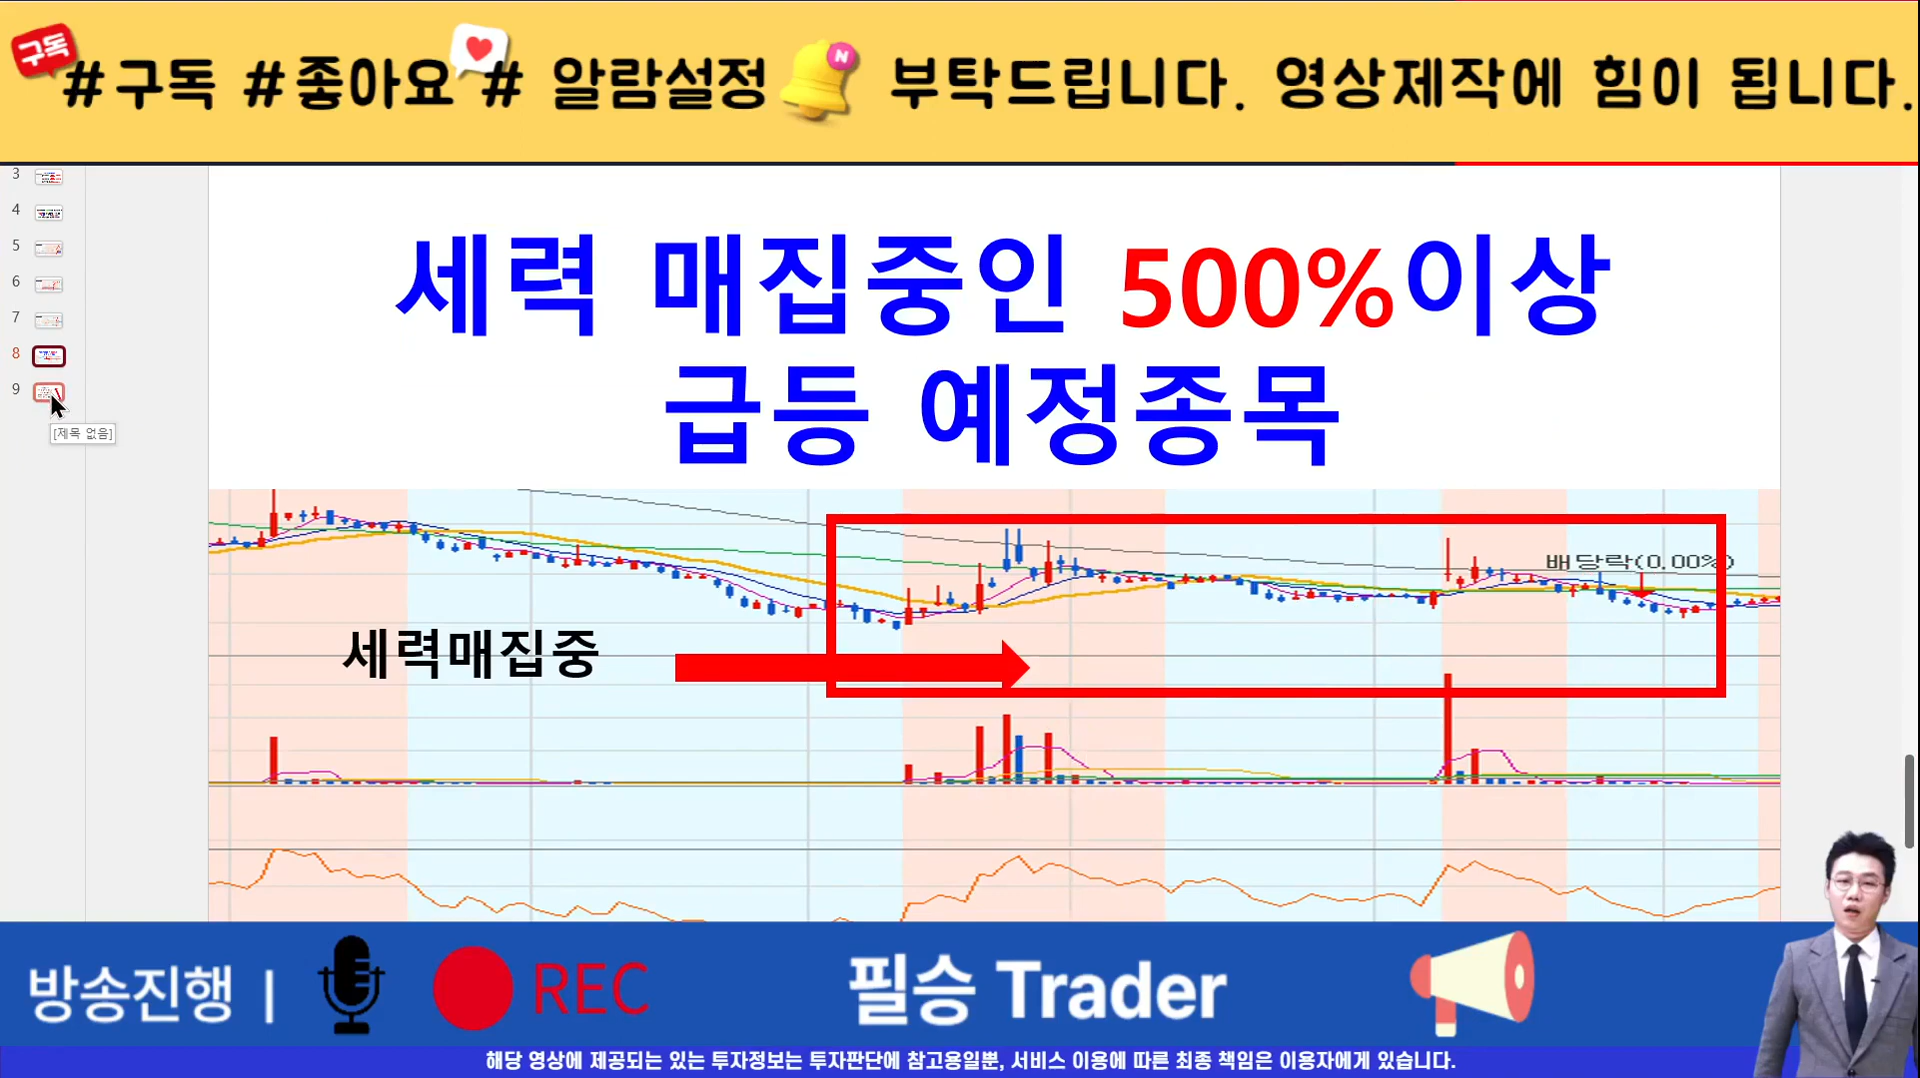 구독
#구독 #좋아요 # 알람설정 N 부탁드립니다. 영상제작에 힘이 됩니다.
3
4
5
6
7
8
9
[제목 없음]
세력 매집중인 500%이상
급등 예정종목
배당락(0.00%)
세력매집중
방송진행 | REC 필승 Trader
해당 영상에 제공되는 있는 투자정보는 투자판단에 참고용일뿐, 서비스 이용에 따른 최종 책임은 이용자에게 있습니다.